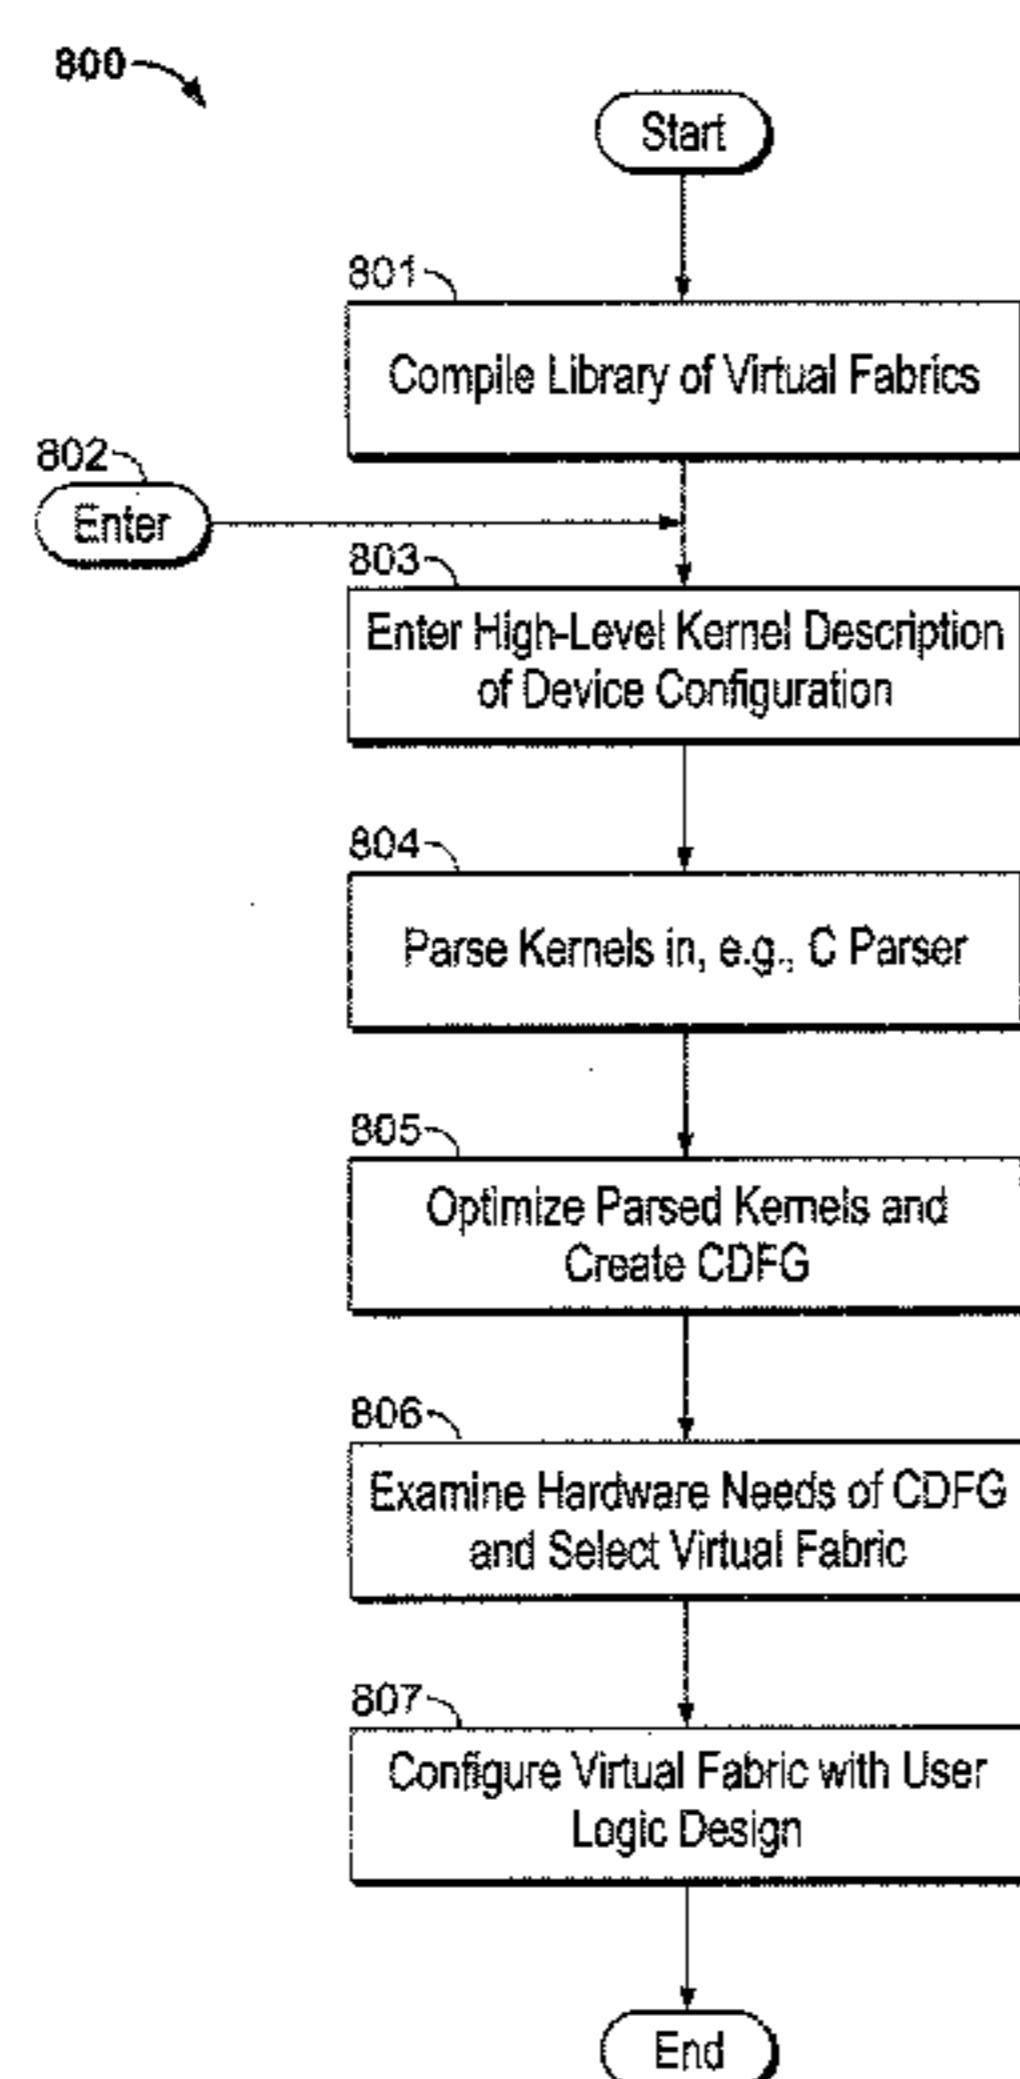 800
Start
801
Compile Library of Virtual Fabrics
802
Enter
803
Enter High-Level Kernel Description
of Device Configuration
804
Parse Kernels in, e.g., C Parser
805
Optimize Parsed Kernels and
Create CDFG
806
Examine Hardware Needs of CDFG
and Select Virtual Fabric
807
Configure Virtual Fabric with User
Logic Design
End